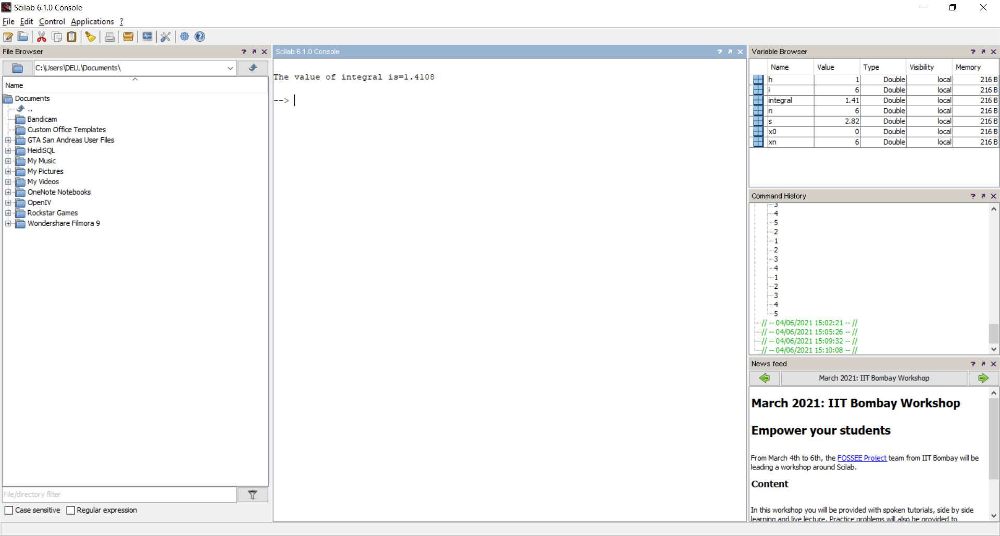 Scilab 6.1.0 Console
File Edit Control Applications ?
File Browser
C:\Users\DELL\Documents\
Name
Documents
..
Bandicam
Custom Office Templates
GTA San Andreas User Files
HeidiSQL
My Music
My Pictures
My Videos
OneNote Notebooks
OpenIV
Rockstar Games
Wondershare Filmora 9
File/directory filter
Case sensitive Regular expression
Scilab 6.1.0 Console
The value of integral is=1.4108
-->
Variable Browser
Name Value Type Visibility Memory
h 1 Double local 216 B
i 6 Double local 216 B
integral 1.41 Double local 216 B
n 6 Double local 216 B
s 2.82 Double local 216 B
x0 0 Double local 216 B
xn 6 Double local 216 B
Command History
3
4
5
2
1
2
3
4
1
2
3
4
5
// -- 04/06/2021 15:02:21 -- //
// -- 04/06/2021 15:05:26 -- //
// -- 04/06/2021 15:09:32 -- //
// -- 04/06/2021 15:10:08 -- //
News feed
March 2021: IIT Bombay Workshop
March 2021: IIT Bombay Workshop
Empower your students
From March 4th to 6th, the FOSSEE Project team from IIT Bombay will be
leading a workshop around Scilab.
Content
In this workshop you will be provided with spoken tutorials, side by side
learning and live lecture. Practice problems will also be provided to